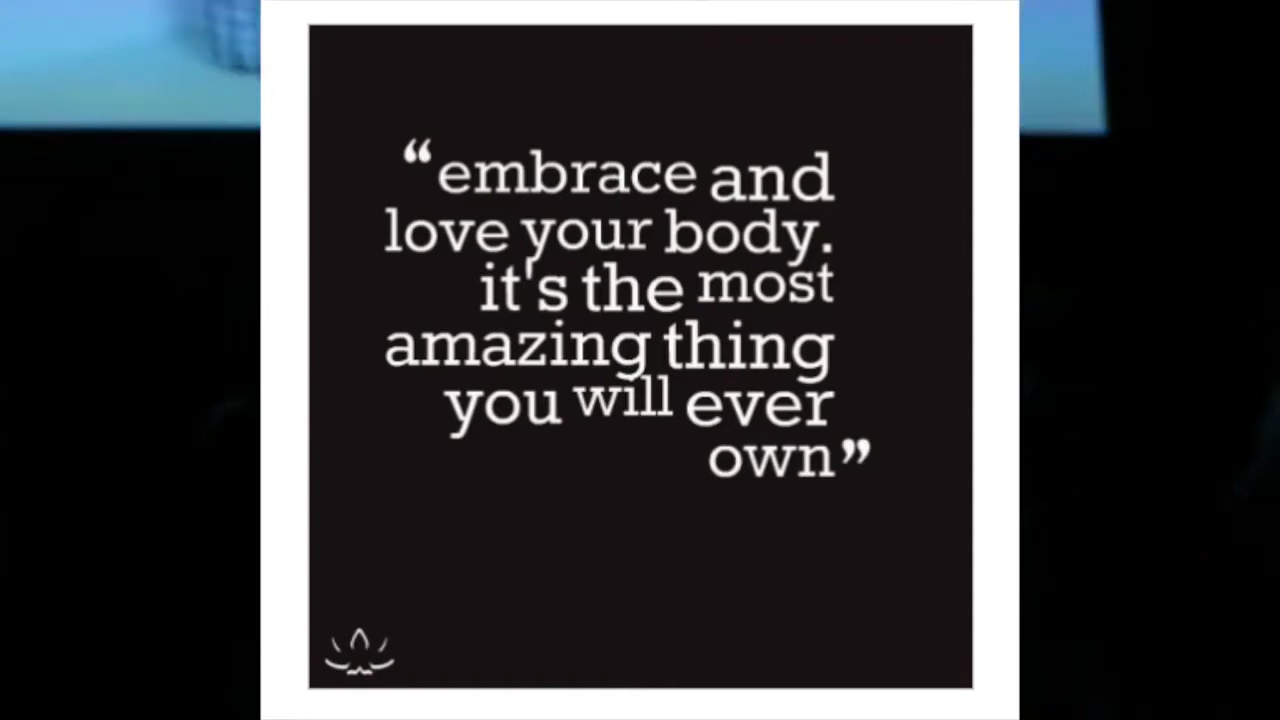 “embrace and
love your body.
it's the most
amazing thing
you will ever
own”